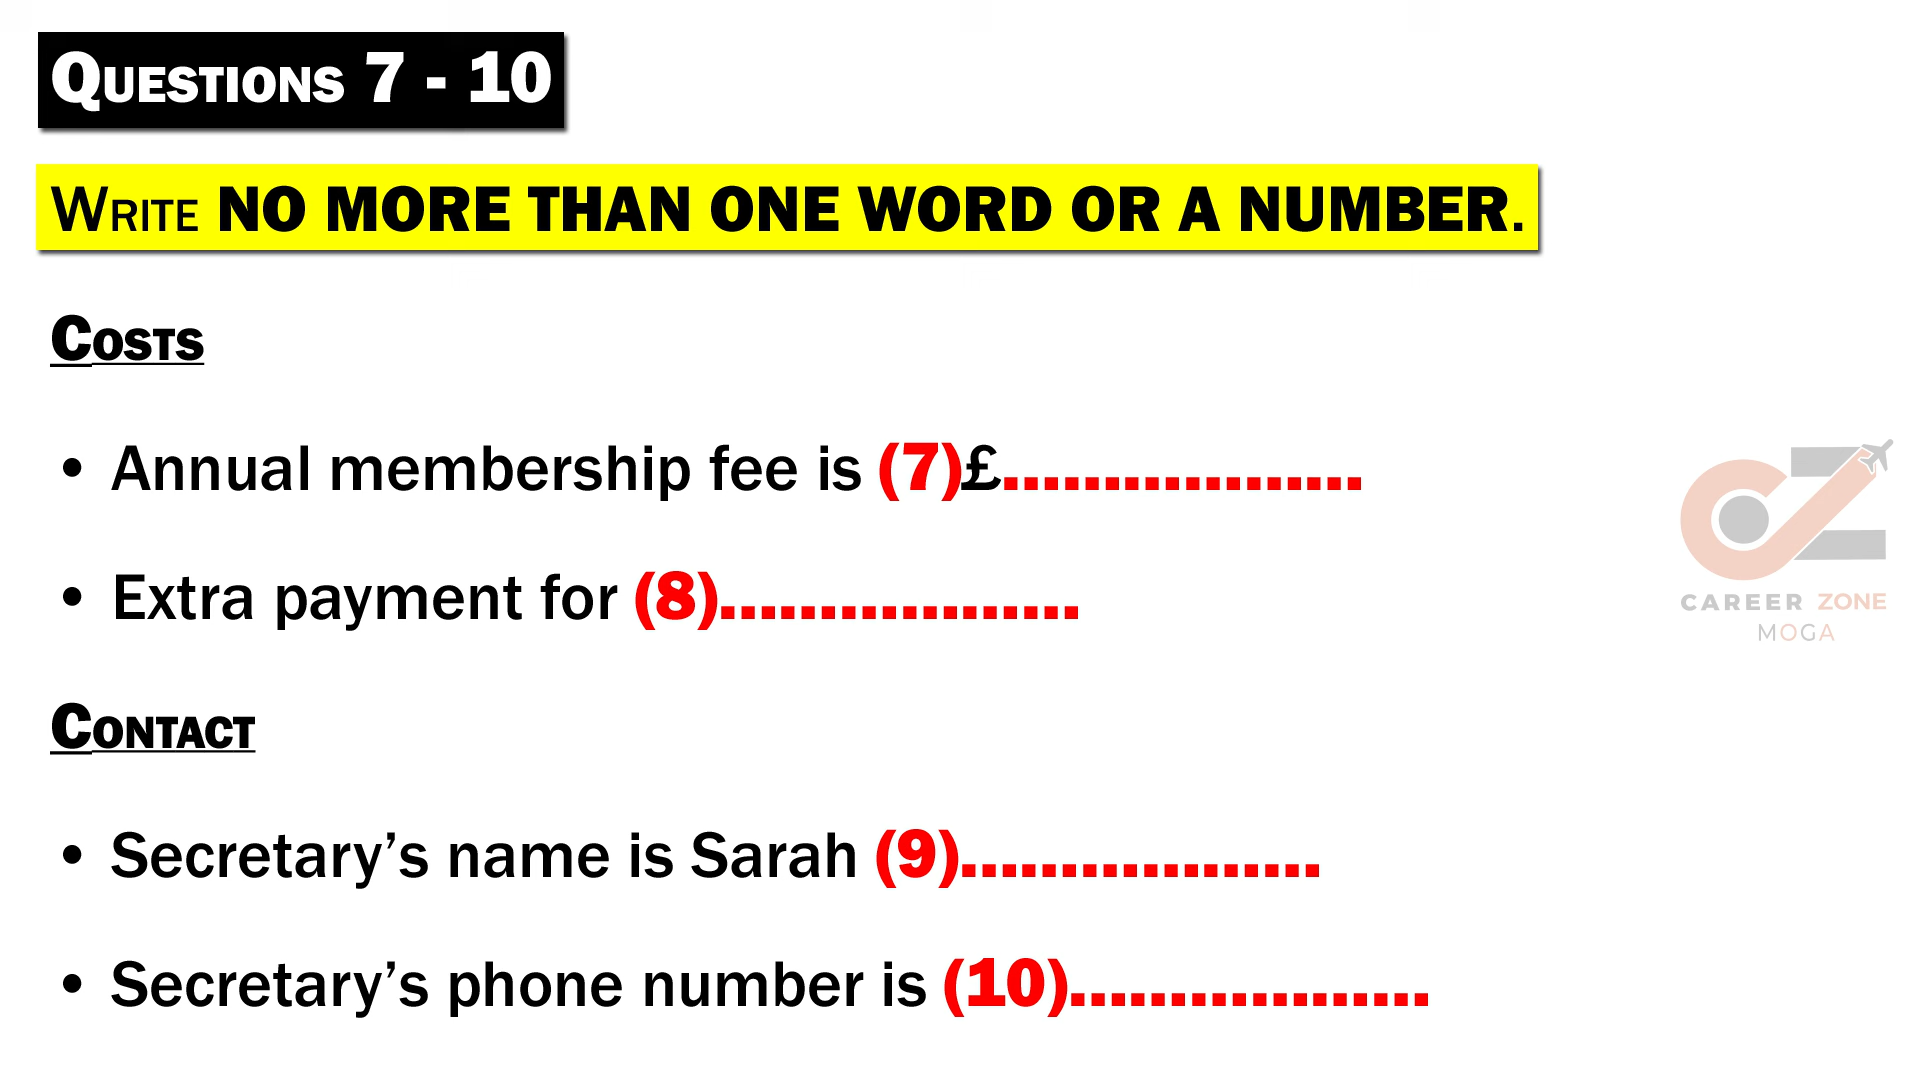 QUESTIONS 7 - 10
WRITE NO MORE THAN ONE WORD OR A NUMBER.
COSTS
• Annual membership fee is (7)£..................
• Extra payment for (8)..................
CAREER ZONE
MOGA
CONTACT
• Secretary’s name is Sarah (9)..................
• Secretary’s phone number is (10)..................